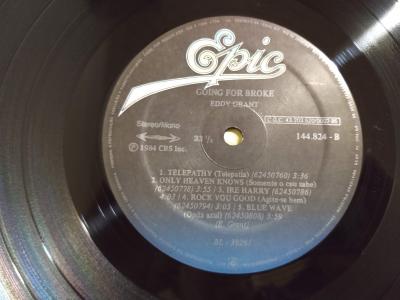 Epic
GOING FOR BROKE
EDDY GRANT
Stereo/Mono
33 1/3
144.824 - B
℗ 1984 CBS Inc.
1. TELEPATHY (Telepatia) (62450760) 3:36
2. ONLY HEAVEN KNOWS (Somente o céu sabe)
(62450778) 3:55 / 3. IRE HARRY (62450786)
4:03 / 4. ROCK YOU GOOD (Agite-se bem)
(62450794) 3:05 / 5. BLUE WAVE
(Onda azul) (62450808) 3:59
(E. Grant)